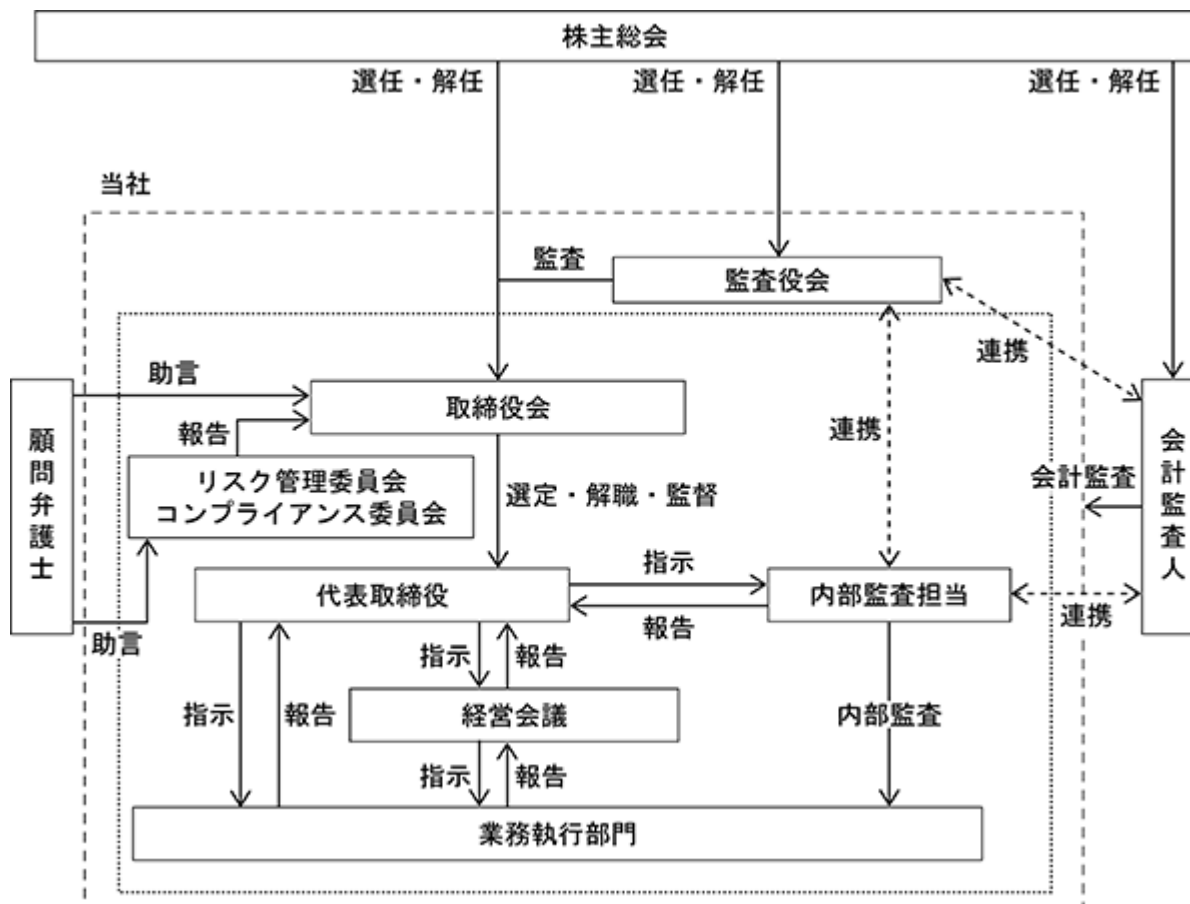 株主総会
選任・解任
選任・解任
選任・解任
当社
監査
監査役会
連携
助言
取締役会
連携
報告
顧問弁護士
リスク管理委員会
コンプライアンス委員会
選定・解職・監督
会計監査
会計監査人
指示
代表取締役
内部監査担当
報告
連携
助言
指示
報告
指示
報告
経営会議
内部監査
指示
報告
業務執行部門